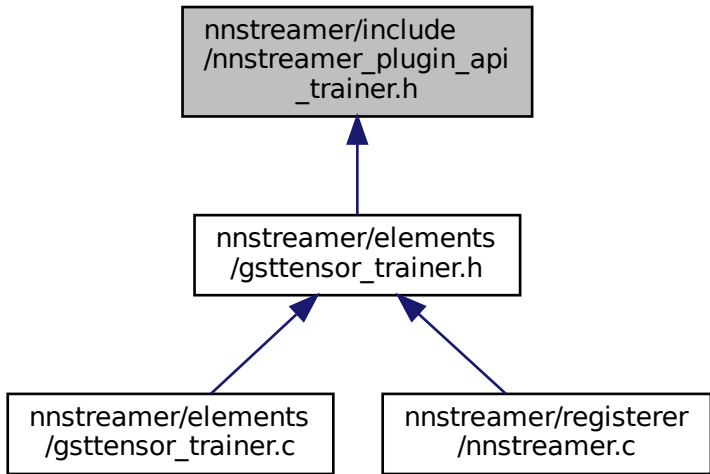 nnstreamer/include
/nnstreamer_plugin_api
_trainer.h
nnstreamer/elements
/gsttensor_trainer.h
nnstreamer/elements
/gsttensor_trainer.c
nnstreamer/registerer
/nnstreamer.c